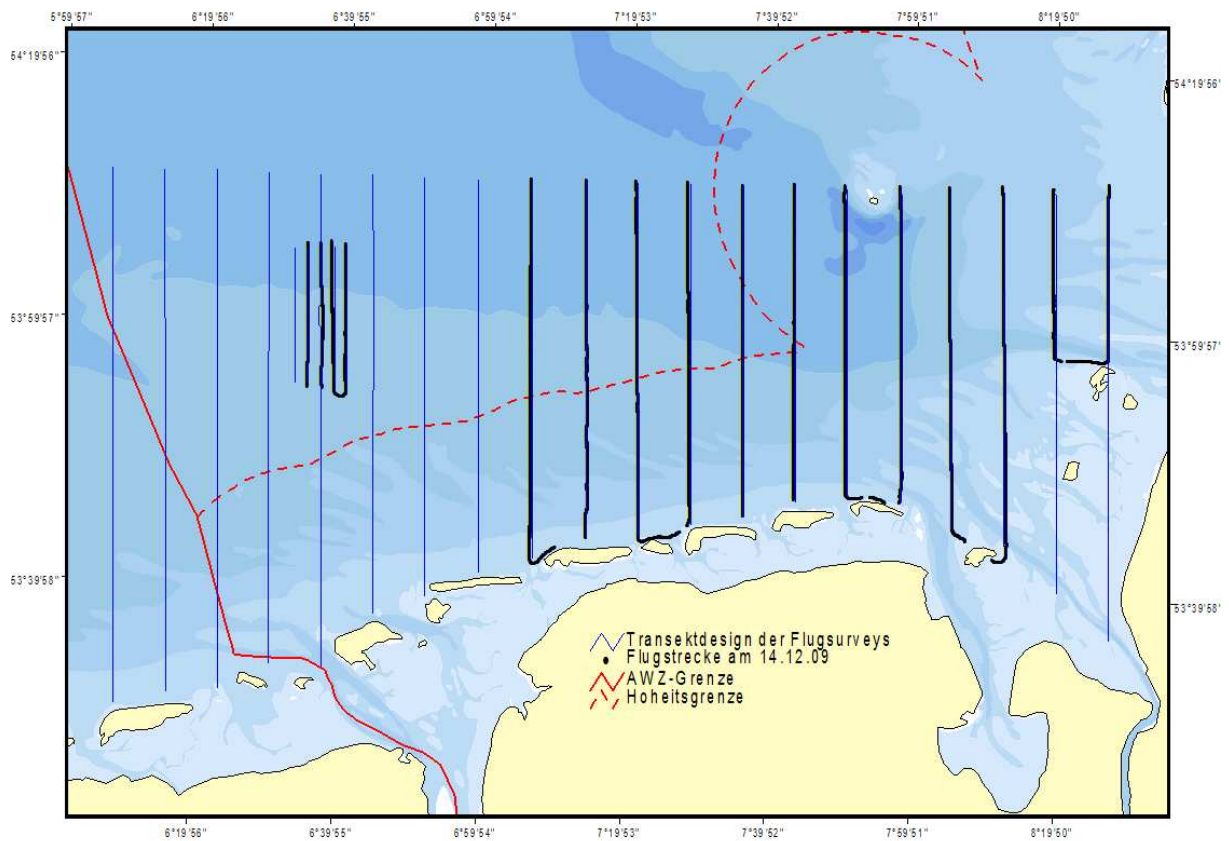 5°59'57" 6°19'56" 6°39'55" 6°59'54" 7°19'53" 7°39'52" 7°59'51" 8°19'50"
54°19'56"
54°19'56"
53°59'57"
53°59'57"
53°39'58"
53°39'58"
Transektdesign der Flugsurveys
Flugstrecke am 14.12.09
AWZ-Grenze
Hoheitsgrenze
6°19'56" 6°39'55" 6°59'54" 7°19'53" 7°39'52" 7°59'51" 8°19'50"